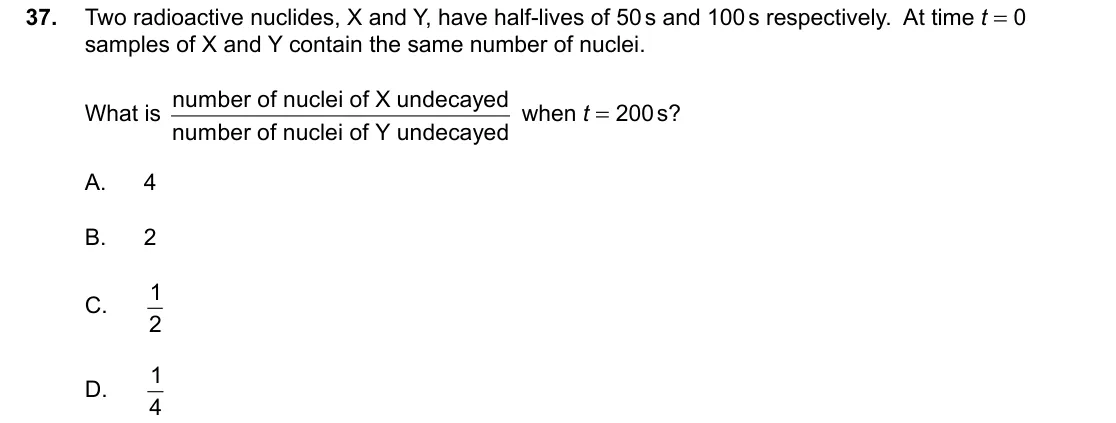 37. Two radioactive nuclides, X and Y, have half-lives of 50 s and 100 s respectively. At time t = 0
samples of X and Y contain the same number of nuclei.
What is number of nuclei of X undecayed / number of nuclei of Y undecayed when t = 200 s?
A. 4
B. 2
C. 1/2
D. 1/4